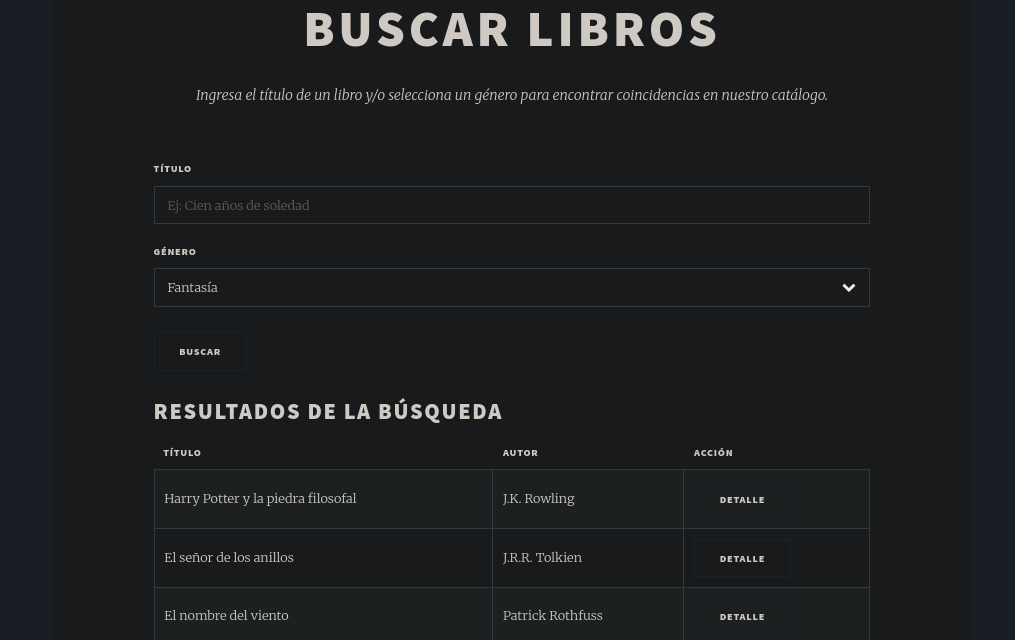 BUSCAR LIBROS
Ingresa el título de un libro y/o selecciona un género para encontrar coincidencias en nuestro catálogo.
TÍTULO
Ej: Cien años de soledad
GÉNERO
Fantasía
BUSCAR
RESULTADOS DE LA BÚSQUEDA
TÍTULO AUTOR ACCIÓN
Harry Potter y la piedra filosofal J.K. Rowling DETALLE
El señor de los anillos J.R.R. Tolkien DETALLE
El nombre del viento Patrick Rothfuss DETALLE